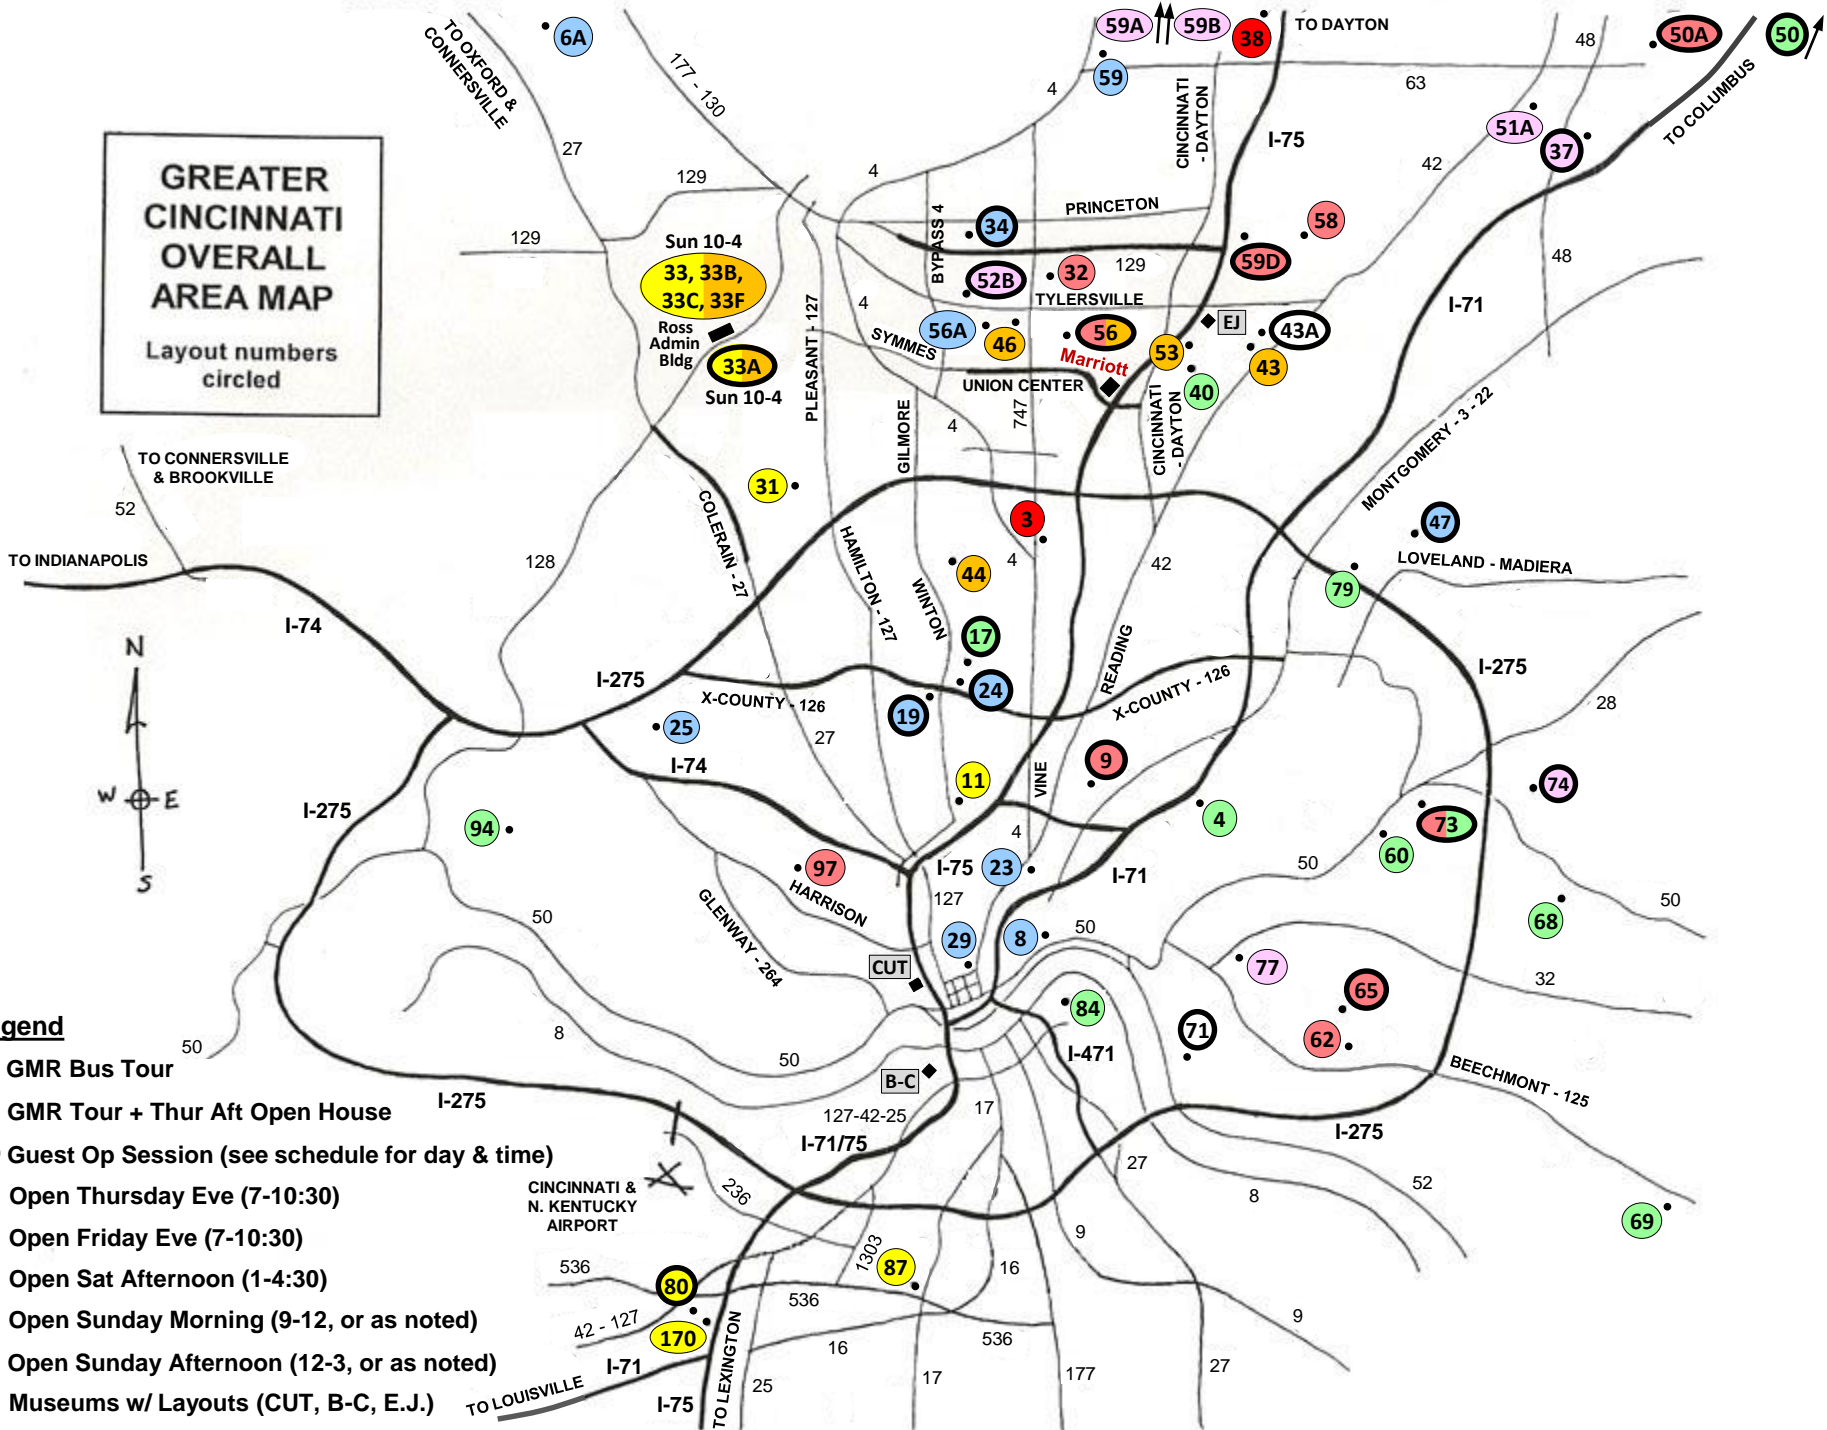 59A
59B
38
TO DAYTON
50A
50
6A
TO OXFORD &
CONNERSVILLE
177 - 130
48
59
4
63
CINCINNATI
- DAYTON
TO COLUMBUS
I-75
51A
37
27
42
GREATER
CINCINNATI
OVERALL
AREA MAP
Layout numbers
circled
129
4
PRINCETON
58
BYPASS 4
34
129
Sun 10-4
33, 33B,
33C, 33F
52B
32
129
59D
48
TYLERSVILLE
I-71
Ross
Admin
Bldg
PLEASANT - 127
4
SYMMES
56A
46
56
EJ
43A
53
43
Marriott
33A
Sun 10-4
UNION CENTER
40
747
CINCINNATI
- DAYTON
GILMORE
4
MONTGOMERY - 3 - 22
TO CONNERSVILLE
& BROOKVILLE
52
31
COLERAIN - 27
3
47
TO INDIANAPOLIS
128
HAMILTON - 127
WINTON
44
4
42
LOVELAND - MADIERA
79
I-74
N
17
READING
I-275
I-275
X-COUNTY - 126
24
19
X-COUNTY - 126
28
25
27
I-74
9
W
E
11
VINE
74
I-275
94
4
4
73
S
60
97
I-75
23
I-71
50
HARRISON
127
50
GLENWAY - 264
50
68
29
8
50
CUT
77
32
65
84
71
62
gend
50
8
50
I-471
GMR Bus Tour
B-C
BEECHMONT - 125
GMR Tour + Thur Aft Open House
I-275
127-42-25
17
I-71/75
I-275
Guest Op Session (see schedule for day & time)
27
CINCINNATI &
N. KENTUCKY
AIRPORT
236
52
8
Open Thursday Eve (7-10:30)
69
Open Friday Eve (7-10:30)
9
1303
87
16
536
Open Sat Afternoon (1-4:30)
80
536
42 - 127
Open Sunday Morning (9-12, or as noted)
170
9
536
16
TO LEXINGTON
Open Sunday Afternoon (12-3, or as noted)
I-71
27
177
17
25
TO LOUISVILLE
Museums w/ Layouts (CUT, B-C, E.J.)
I-75